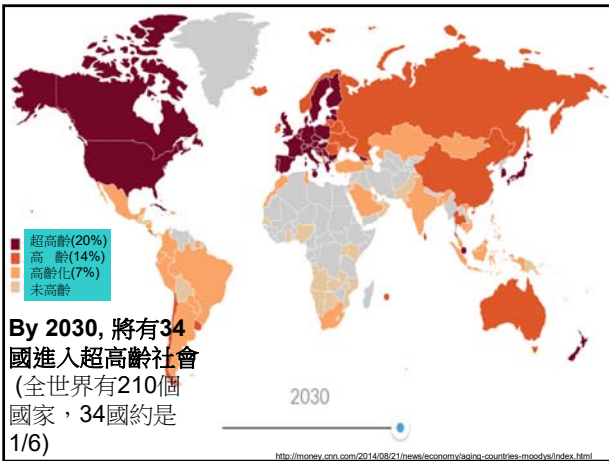 超高齡(20%)
高　齡(14%)
高齡化(7%)
未高齡
By 2030, 將有34
國進入超高齡社會
(全世界有210個
國家，34國約是
1/6)
2030
http://money.cnn.com/2014/08/21/news/economy/aging-countries-moodys/index.html